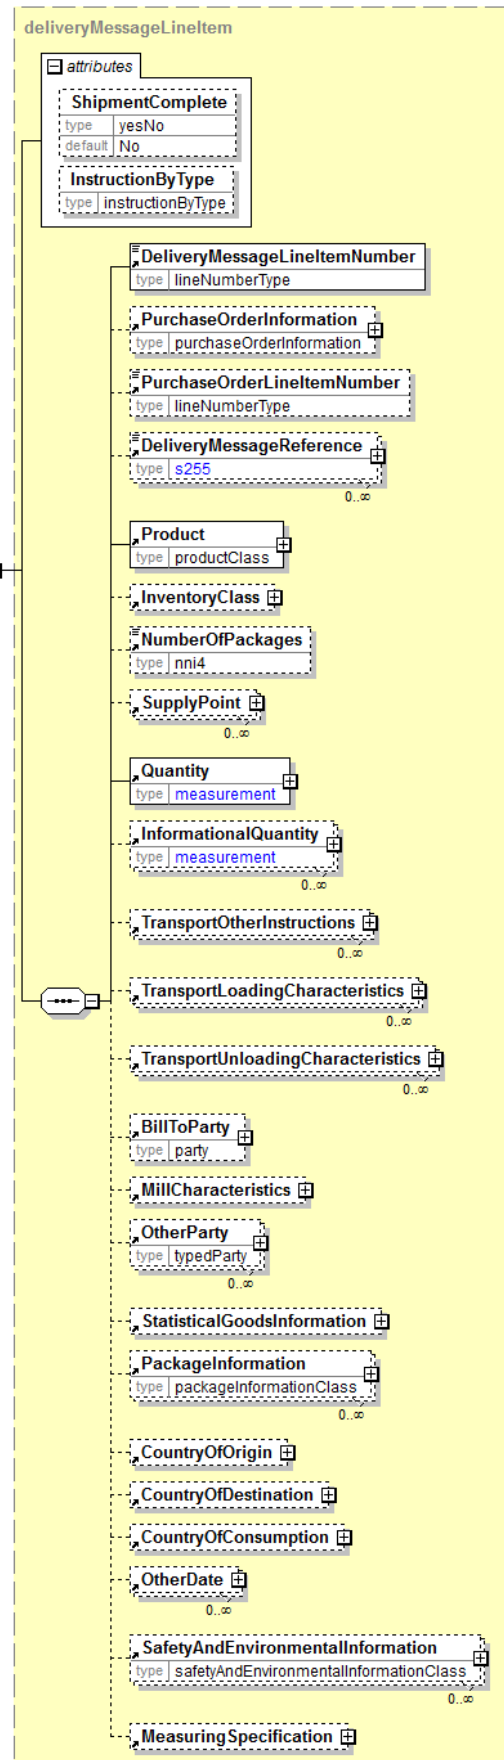 deliveryMessageLineItem
attributes
ShipmentComplete
type yesNo
default No
InstructionByType
type instructionByType
DeliveryMessageLineItemNumber
type lineNumberType
PurchaseOrderInformation
type purchaseOrderInformation
PurchaseOrderLineItemNumber
type lineNumberType
DeliveryMessageReference
type s255
0..∞
Product
type productClass
InventoryClass
NumberOfPackages
type nni4
SupplyPoint
0..∞
Quantity
type measurement
InformationalQuantity
type measurement
0..∞
TransportOtherInstructions
0..∞
TransportLoadingCharacteristics
0..∞
TransportUnloadingCharacteristics
0..∞
BillToParty
type party
MillCharacteristics
OtherParty
type typedParty
0..∞
StatisticalGoodsInformation
PackageInformation
type packageInformationClass
0..∞
CountryOfOrigin
CountryOfDestination
CountryOfConsumption
OtherDate
0..∞
SafetyAndEnvironmentalInformation
type safetyAndEnvironmentalInformationClass
0..∞
MeasuringSpecification